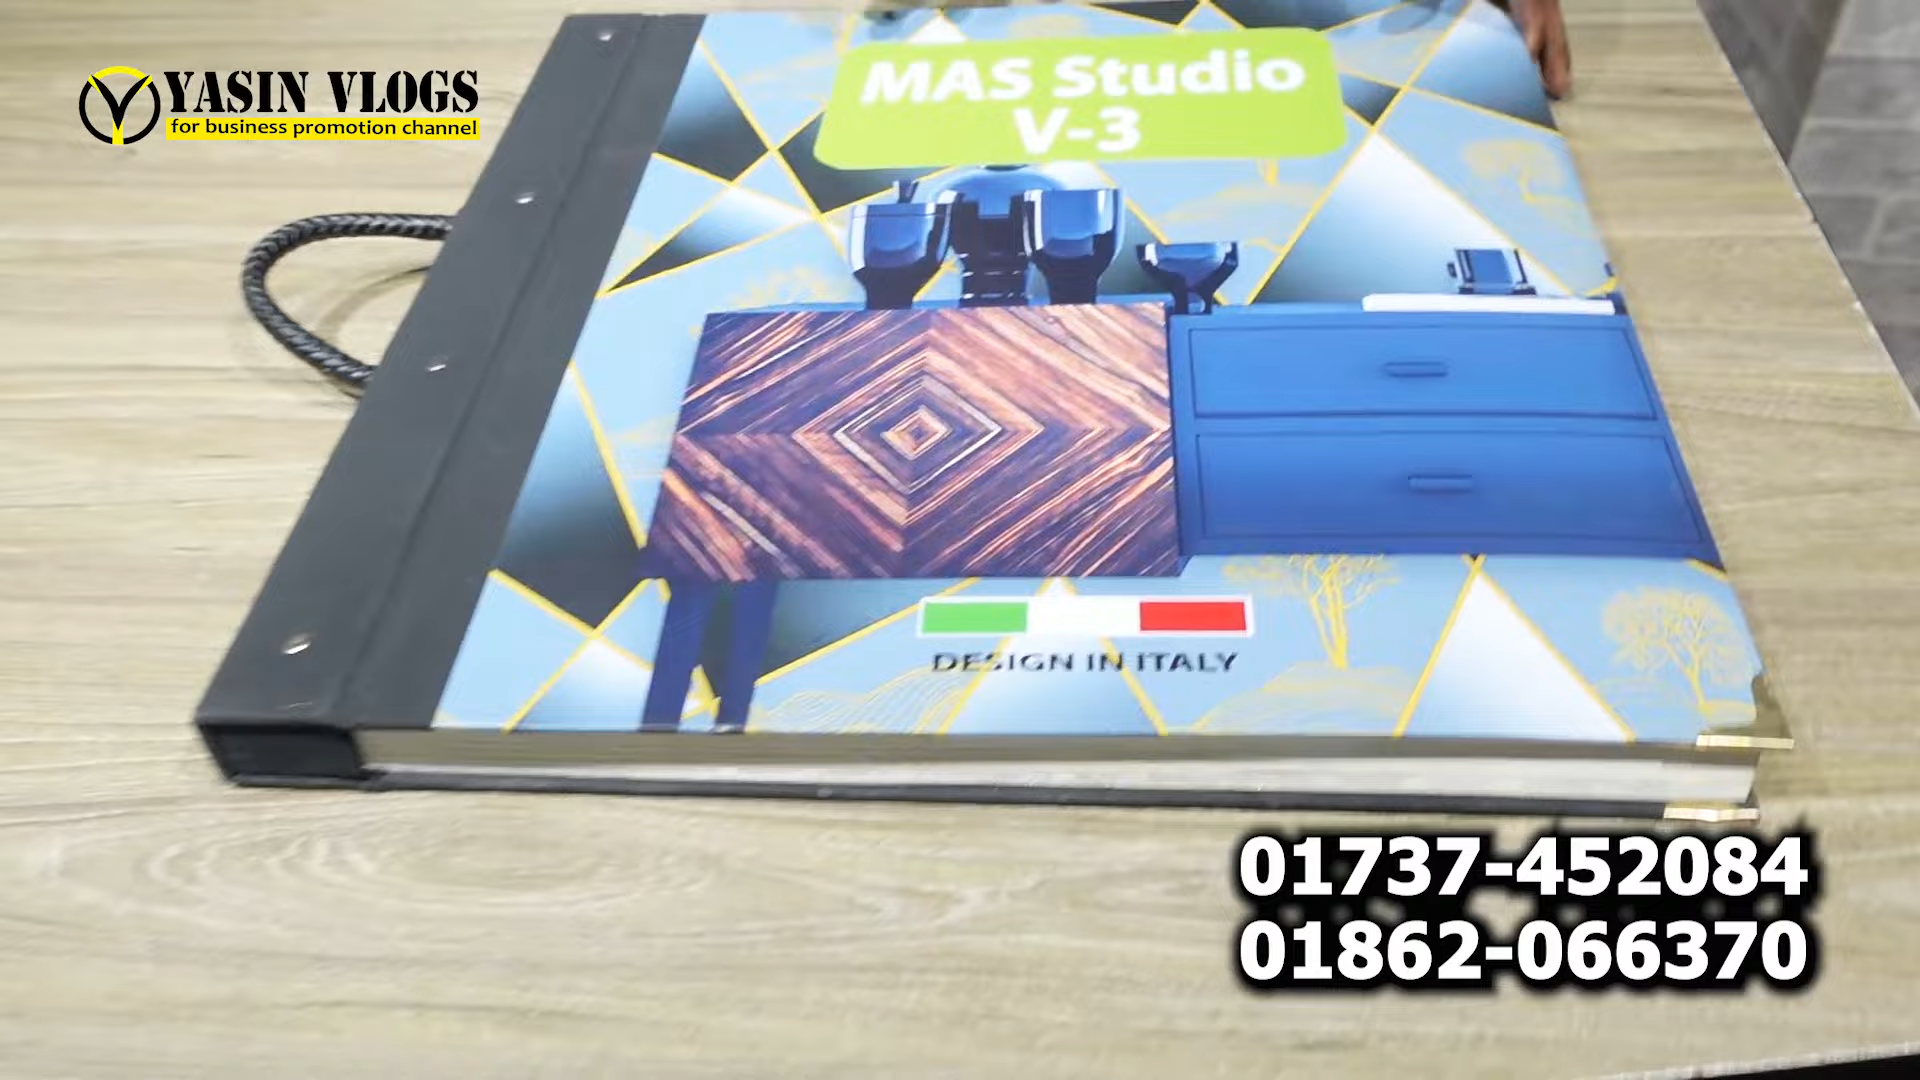 YASIN VLOGS
for business promotion channel
MAS Studio
V-3
DESIGN IN ITALY
01737-452084
01862-066370